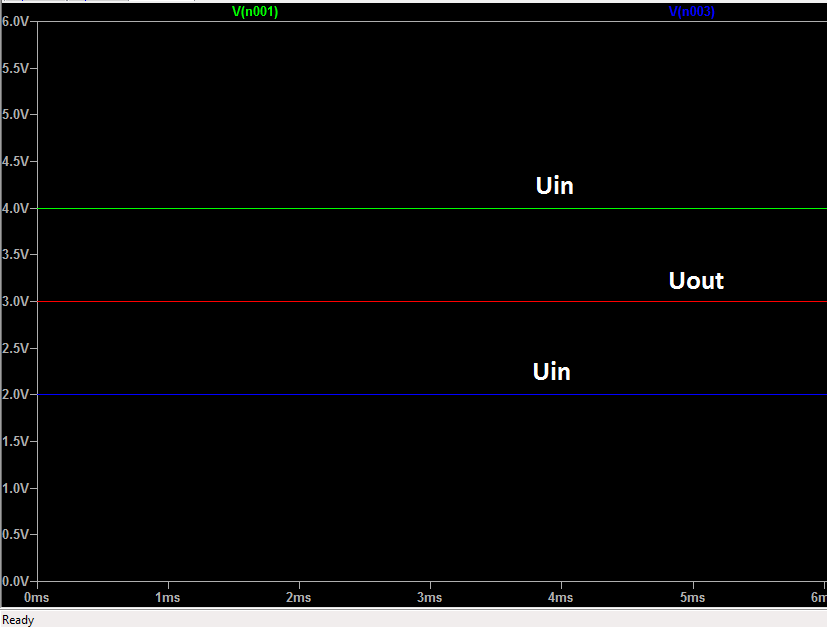 V(n001) V(n003)
6.0V
5.5V
5.0V
4.5V
Uin
4.0V
3.5V
Uout
3.0V
2.5V
Uin
2.0V
1.5V
1.0V
0.5V
0.0V
0ms 1ms 2ms 3ms 4ms 5ms 6m
Ready